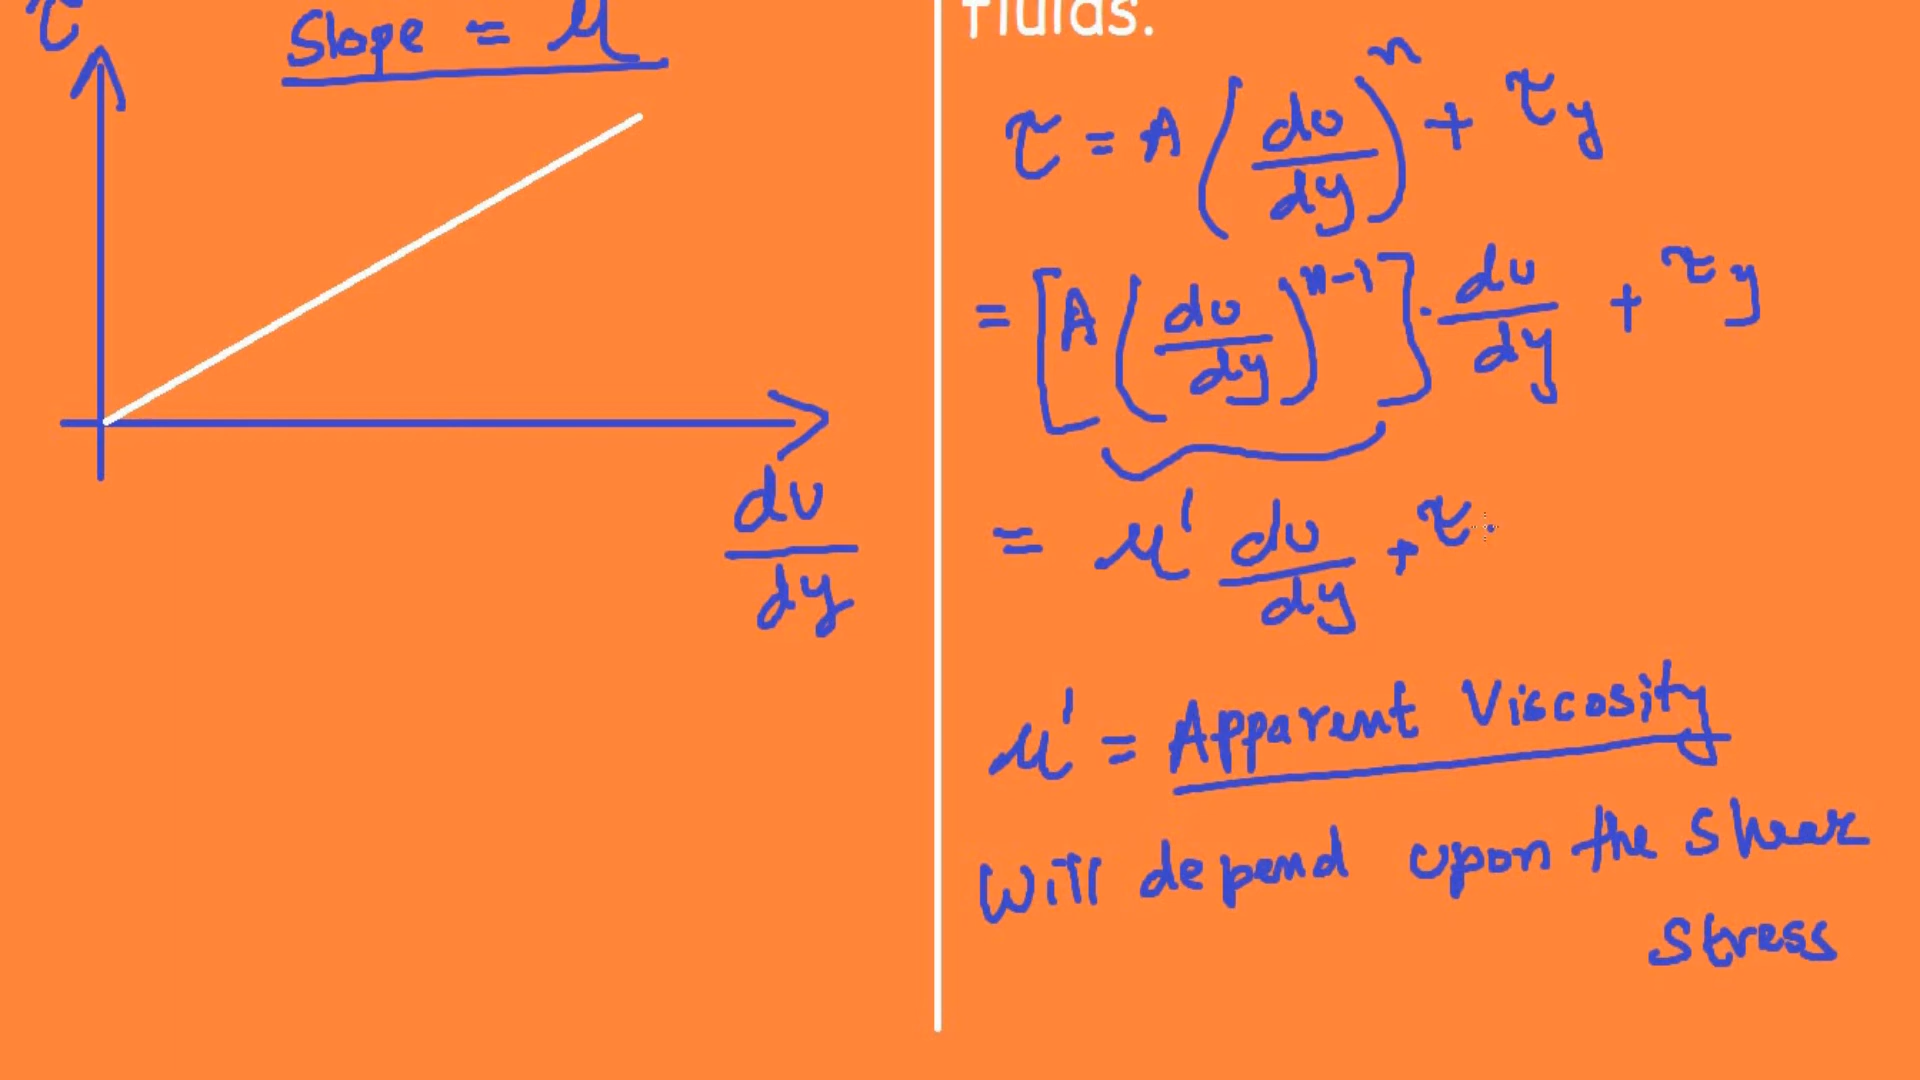 τ
Slope = μ
du
dy
fluids.
τ = A (du/dy)^n + τy
= [A (du/dy)^n-1] . du/dy + τy
= μ' du/dy + τ
μ' = Apparent Viscosity
Will depend upon the Shear
Stress